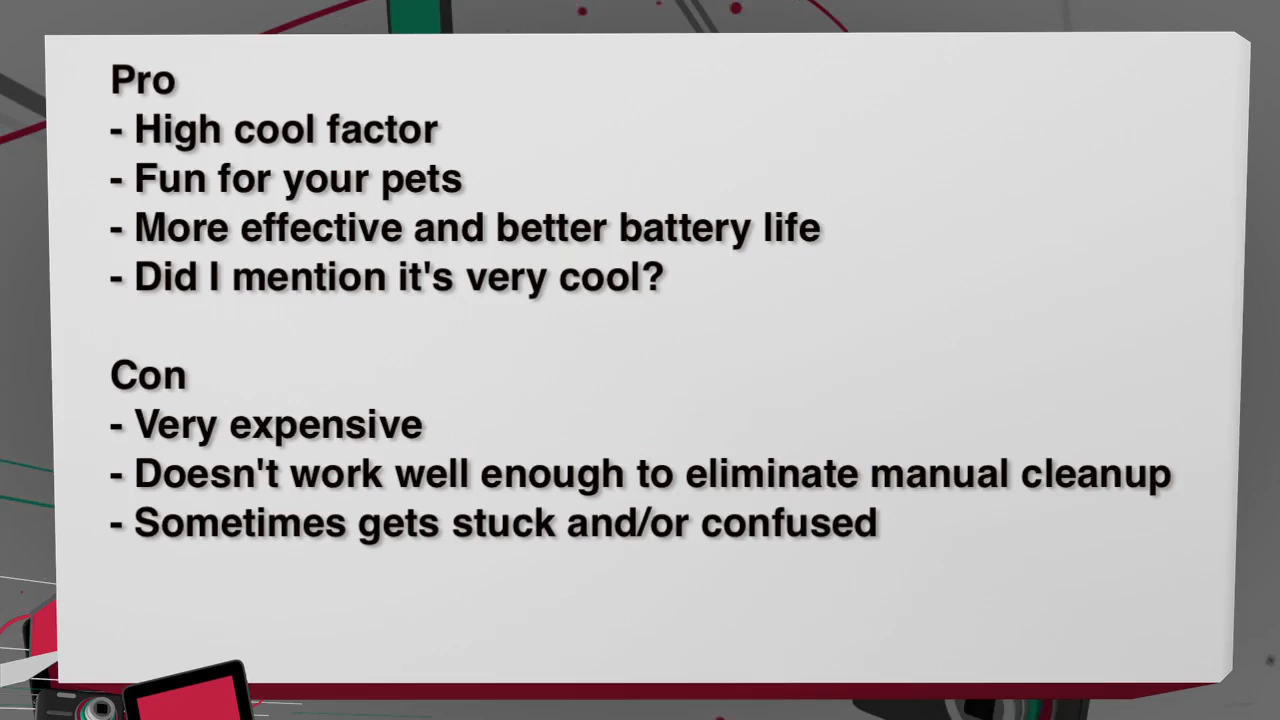 Pro
- High cool factor
- Fun for your pets
- More effective and better battery life
- Did I mention it's very cool?
Con
- Very expensive
- Doesn't work well enough to eliminate manual cleanup
- Sometimes gets stuck and/or confused